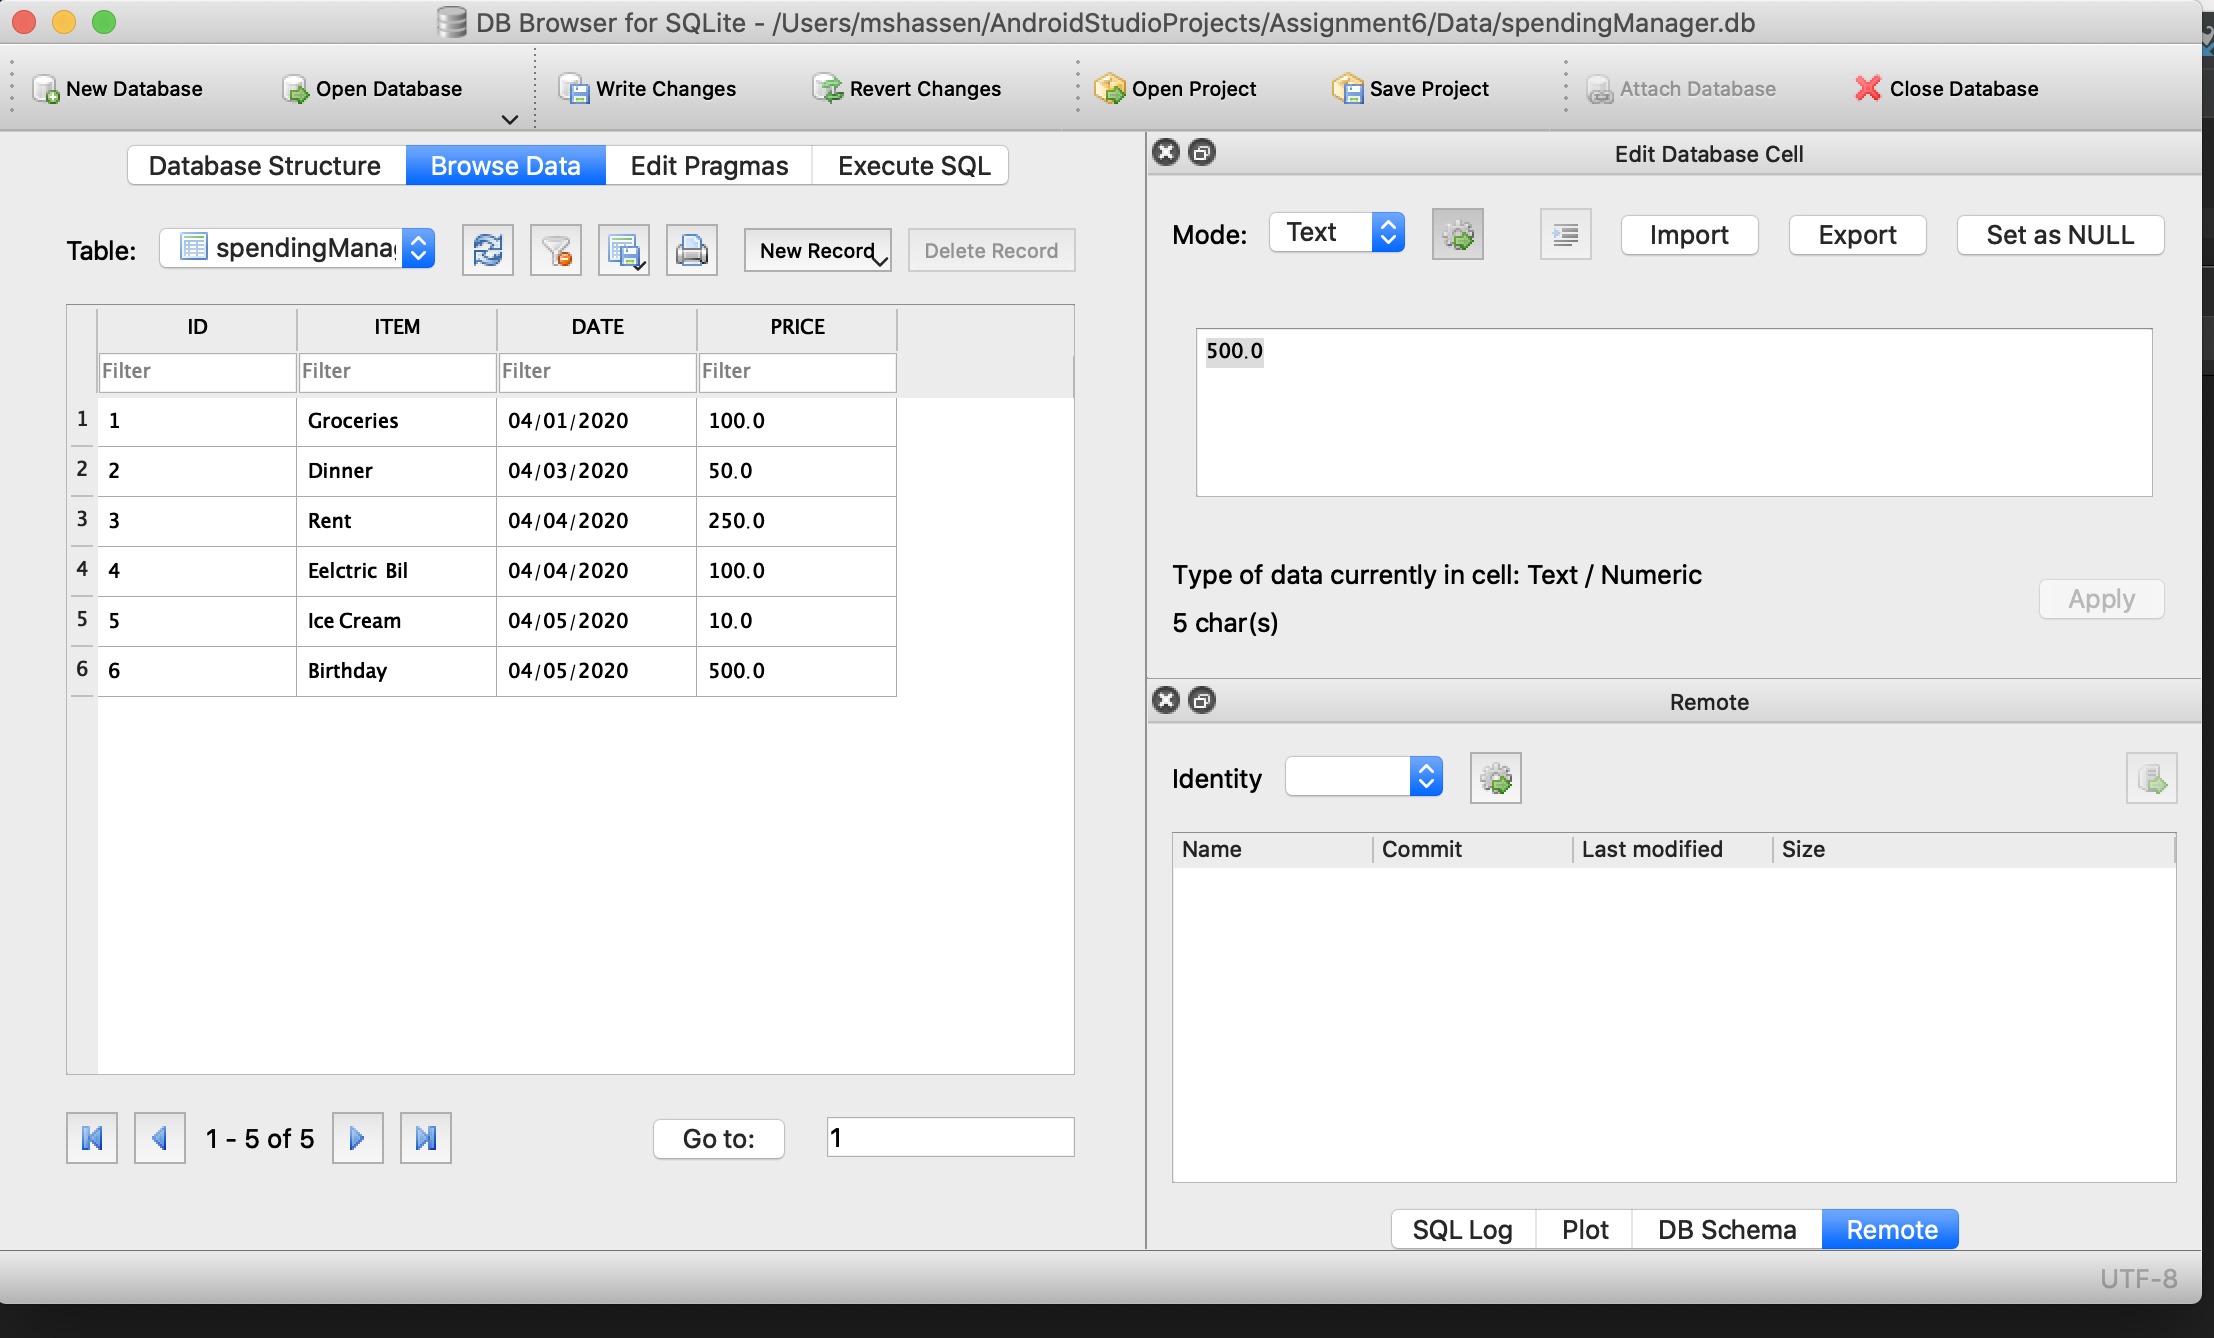 DB Browser for SQLite - /Users/mshassen/AndroidStudioProjects/Assignment6/Data/spendingManager.db
New Database Open Database Write Changes Revert Changes Open Project Save Project Attach Database Close Database
Database Structure Browse Data Edit Pragmas Execute SQL
Table: spendingMana New Record Delete Record
ID ITEM DATE PRICE
Filter Filter Filter Filter
1 1 Groceries 04/01/2020 100.0
2 2 Dinner 04/03/2020 50.0
3 3 Rent 04/04/2020 250.0
4 4 Eelctric Bil 04/04/2020 100.0
5 5 Ice Cream 04/05/2020 10.0
6 6 Birthday 04/05/2020 500.0
1 - 5 of 5 Go to: 1
Edit Database Cell
Mode: Text Import Export Set as NULL
500.0
Type of data currently in cell: Text / Numeric
5 char(s)
Apply
Remote
Identity
Name Commit Last modified Size
SQL Log Plot DB Schema Remote
UTF-8